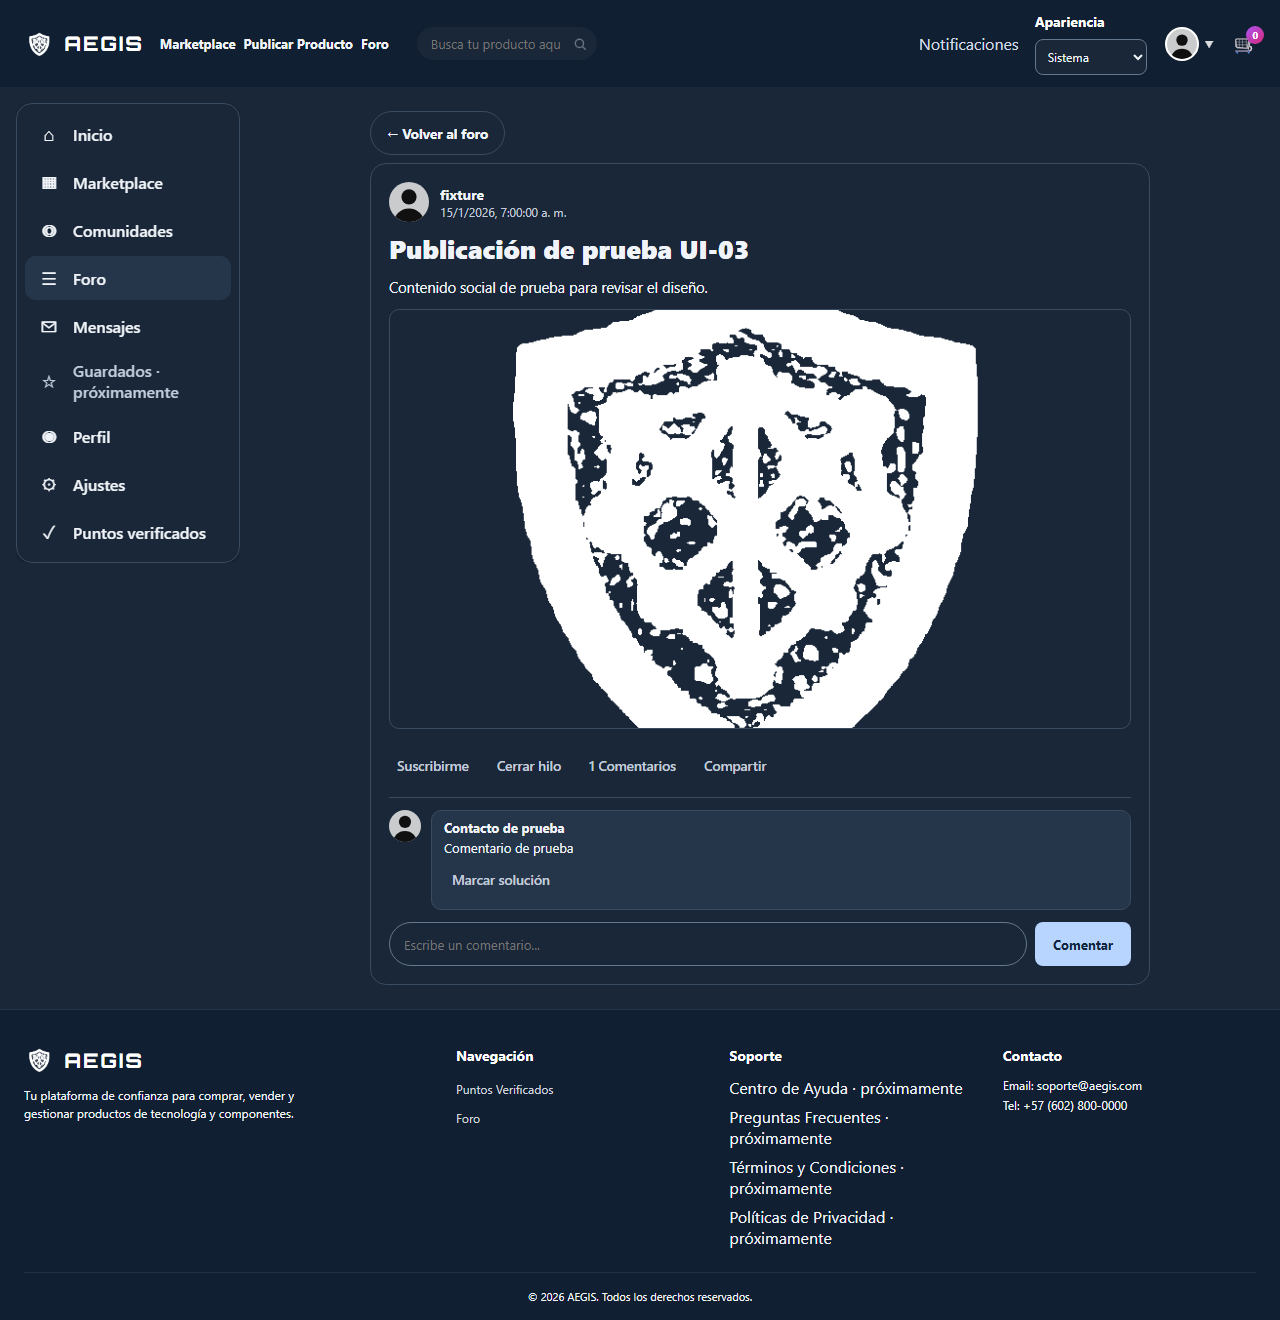 AEGIS
Marketplace Publicar Producto Foro
Busca tu producto aqu
Notificaciones
Apariencia
Sistema
0
Inicio
Marketplace
Comunidades
Foro
Mensajes
Guardados ·
próximamente
Perfil
Ajustes
Puntos verificados
← Volver al foro
fixture
15/1/2026, 7:00:00 a. m.
Publicación de prueba UI-03
Contenido social de prueba para revisar el diseño.
Suscribirme
Cerrar hilo
1 Comentarios
Compartir
Contacto de prueba
Comentario de prueba
Marcar solución
Escribe un comentario...
Comentar
AEGIS
Tu plataforma de confianza para comprar, vender y
gestionar productos de tecnología y componentes.
Navegación
Puntos Verificados
Foro
Soporte
Centro de Ayuda · próximamente
Preguntas Frecuentes ·
próximamente
Términos y Condiciones ·
próximamente
Políticas de Privacidad ·
próximamente
Contacto
Email: soporte@aegis.com
Tel: +57 (602) 800-0000
© 2026 AEGIS. Todos los derechos reservados.